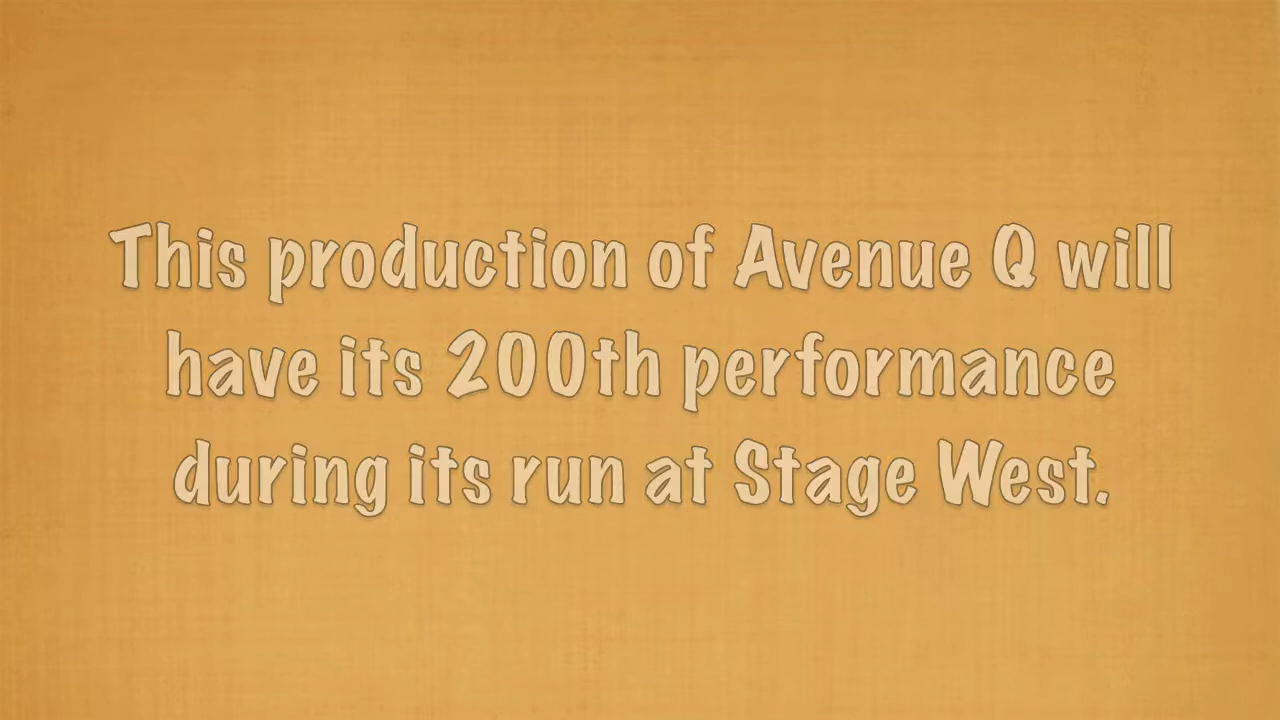 This production of Avenue Q will
have its 200th performance
during its run at Stage West.